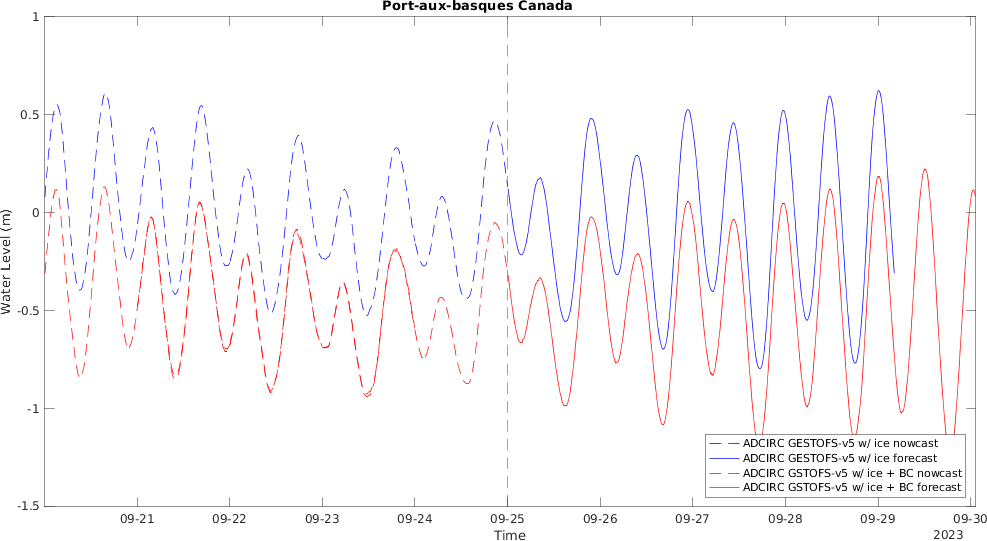 Port-aux-basques Canada
1
0.5
0
-0.5
-1
-1.5
Water Level (m)
ADCIRC GESTOFS-v5 w/ ice nowcast
ADCIRC GESTOFS-v5 w/ ice forecast
ADCIRC GSTOFS-v5 w/ ice + BC nowcast
ADCIRC GSTOFS-v5 w/ ice + BC forecast
09-21 09-22 09-23 09-24 09-25 09-26 09-27 09-28 09-29 09-30
Time
2023